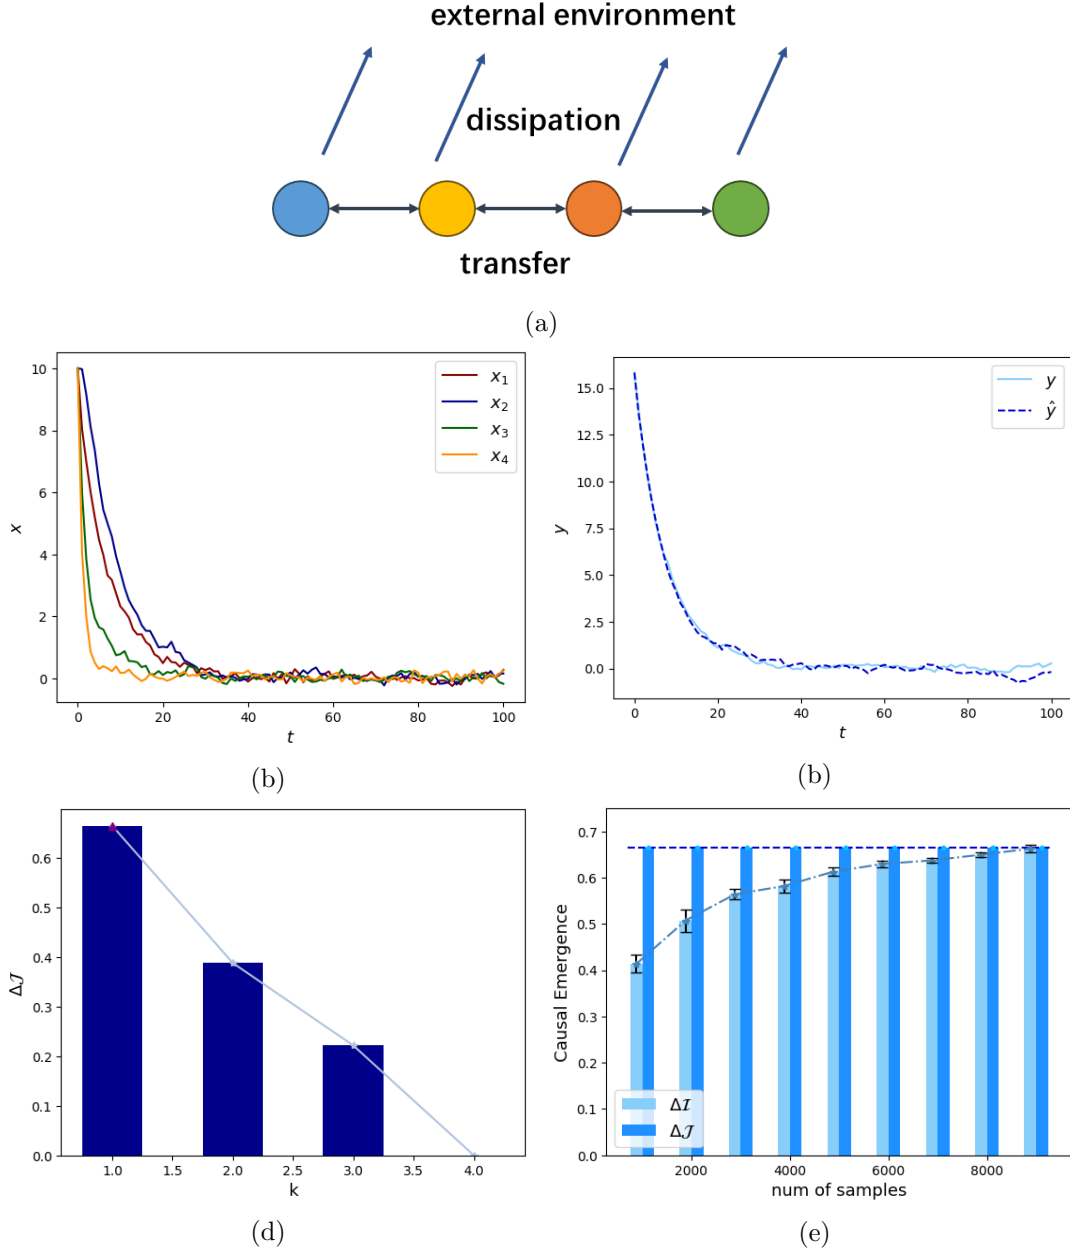 external environment
dissipation
transfer
(a)
10
8
6
4
2
0
x
0 20 40 60 80 100
t
x₁
x₂
x₃
x₄
(b)
15.0
12.5
10.0
7.5
5.0
2.5
0.0
y
0 20 40 60 80 100
t
y
ŷ
(b)
0.6
0.5
0.4
0.3
0.2
0.1
0.0
Δ𝒥
1.0 1.5 2.0 2.5 3.0 3.5 4.0
k
(d)
0.7
0.6
0.5
0.4
0.3
0.2
0.1
0.0
Causal Emergence
Δℐ
Δ𝒥
2000 4000 6000 8000
num of samples
(e)